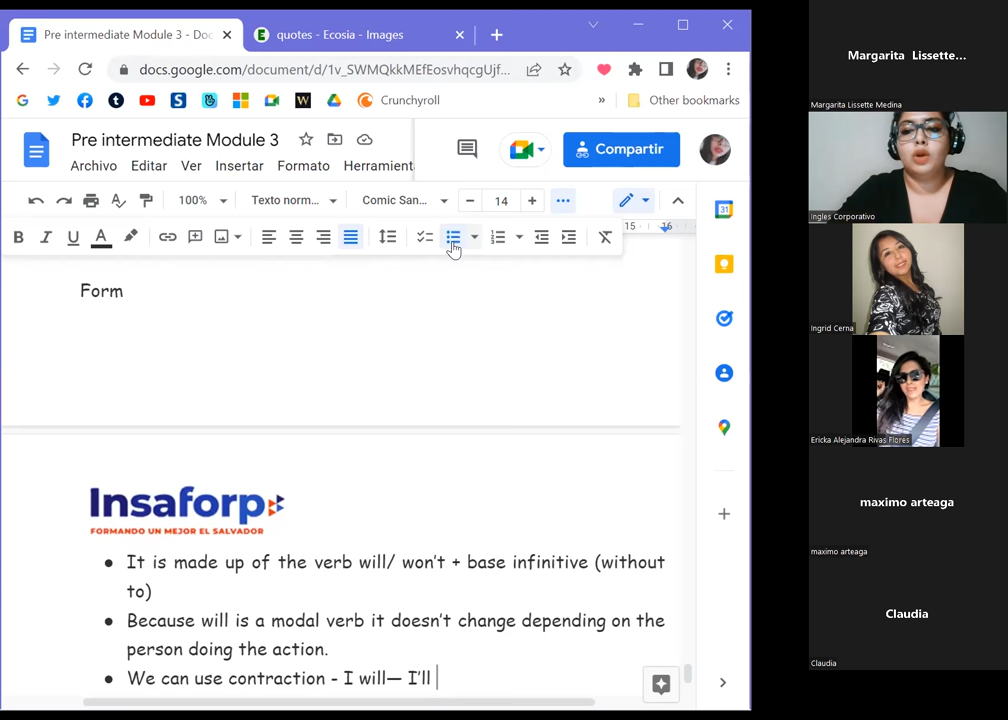 Pre intermediate Module 3 - Doc
quotes - Ecosia - Images
docs.google.com/document/d/1v_SWMQkkMEfEosvhqcgUjf...
Crunchyroll
»
Other bookmarks
Pre intermediate Module 3
Compartir
Archivo Editar Ver Insertar Formato Herramient
100% Texto norm... Comic San... 14
31
B I U A
15 16
Form
Insaforp
FORMANDO UN MEJOR EL SALVADOR
● It is made up of the verb will/ won't + base infinitive (without
to)
● Because will is a modal verb it doesn't change depending on the
person doing the action.
● We can use contraction - I will— I'll
Margarita Lissette...
Margarita Lissette Medina
Ingles Corporativo
Ingrid Cerna
Ericka Alejandra Rivas Flores
maximo arteaga
maximo arteaga
Claudia
Claudia